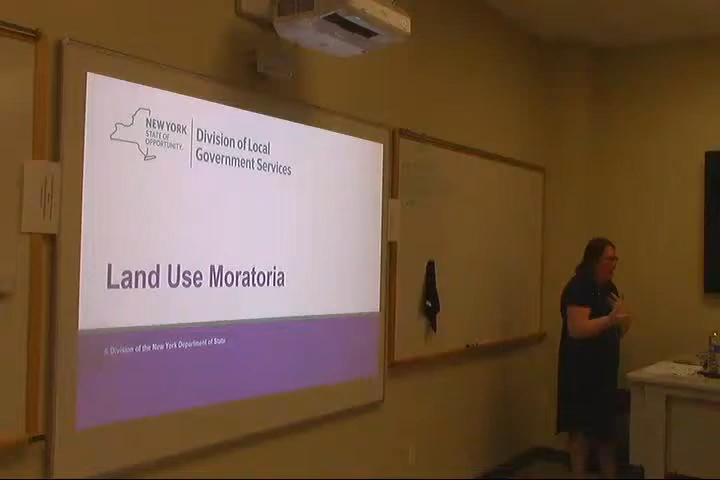 NEW YORK
STATE OF
OPPORTUNITY.
Division of Local
Government Services
Land Use Moratoria
A Division of the New York Department of State